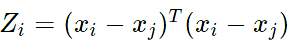 $Z_i = (x_i - x_j)^T (x_i - x_j)$